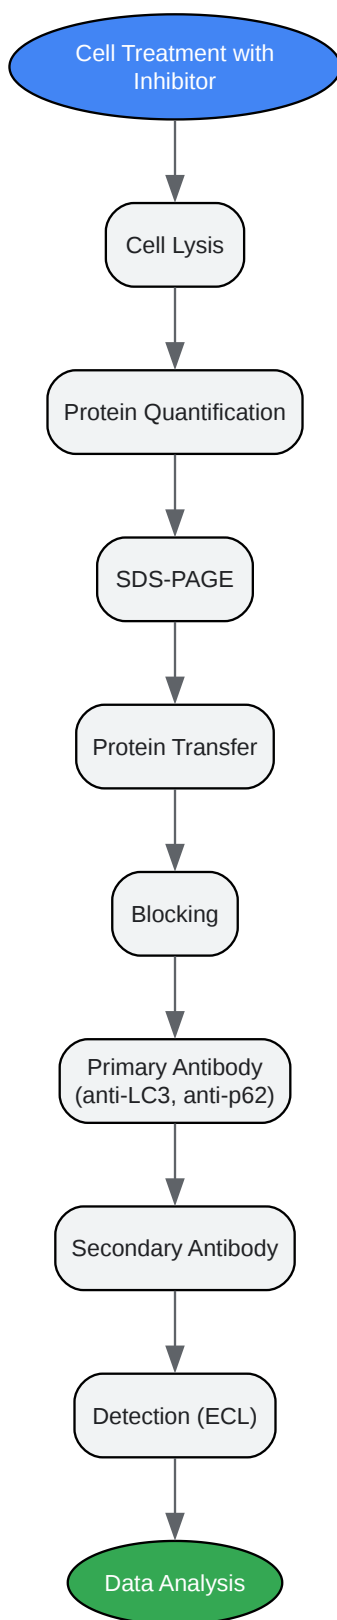 Cell Treatment with
Inhibitor
Cell Lysis
Protein Quantification
SDS-PAGE
Protein Transfer
Blocking
Primary Antibody
(anti-LC3, anti-p62)
Secondary Antibody
Detection (ECL)
Data Analysis